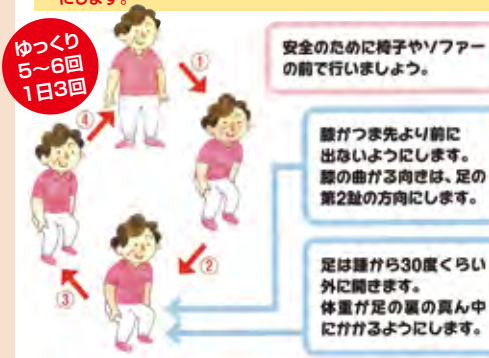 にします。
ゆっくり
5～6回
1日3回
安全のために椅子やソファー
の前で行いましょう。
①
②
③
④
膝がつま先より前に
出ないようにします。
膝の曲がる向きは、足の
第2趾の方向にします。
足は踵から30度くらい
外に開きます。
体重が足の裏の真ん中
にかかるようにします。